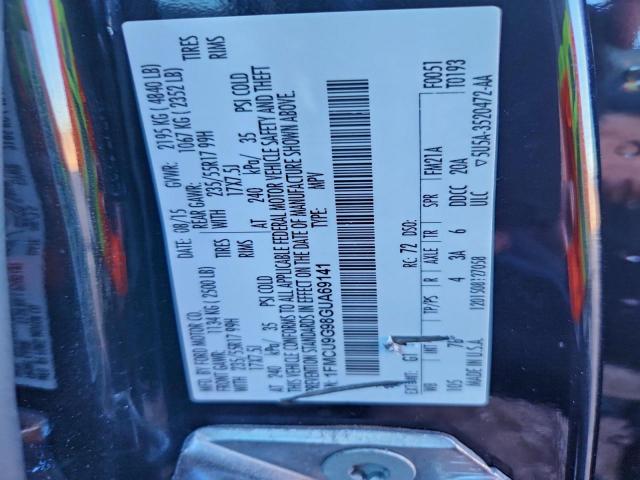 MFD. BY FORD MOTOR CO. DATE: 08/15 GVWR: 2195 KG ( 4840 LB)
FRONT GAWR: 1134 KG ( 2500 LB) REAR GAWR: 1067 KG ( 2352 LB)
235/55R17 99H TIRES 235/55R17 99H TIRES
17X7.5J RIMS 17X7.5J RIMS
AT 240 kPa/ 35 PSI COLD AT 240 kPa/ 35 PSI COLD
THIS VEHICLE CONFORMS TO ALL APPLICABLE FEDERAL MOTOR VEHICLE SAFETY AND THEFT
PREVENTION STANDARDS IN EFFECT ON THE DATE OF MANUFACTURE SHOWN ABOVE.
VIN: 1FMCU9G98GUA69141 TYPE: MPV
F0051
T0193
EXT PNT: RC: 72 DSO:
WB INT TP/PS R AXLE TR SPR FM21A
105 4 3A 6 DDCC 20A
MADE IN U.S.A. ULC 5U5A-3520472-AA